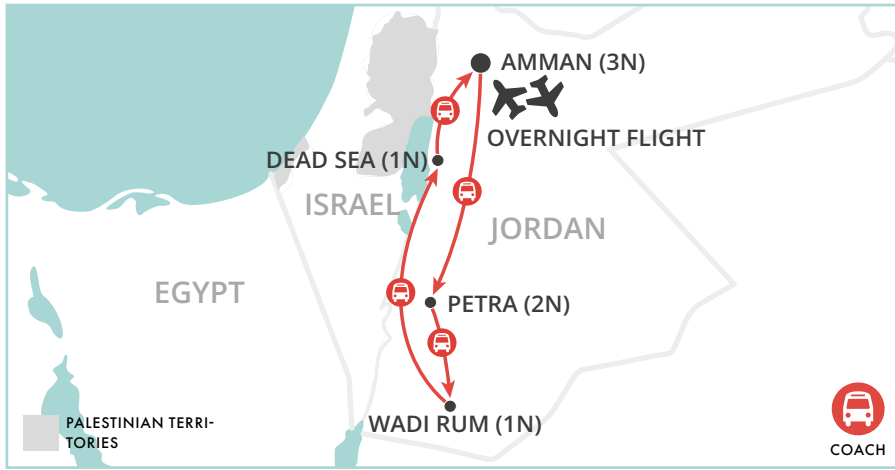 AMMAN (3N)
OVERNIGHT FLIGHT
DEAD SEA (1N)
ISRAEL
JORDAN
EGYPT
PETRA (2N)
WADI RUM (1N)
PALESTINIAN TERRI-
TORIES
COACH